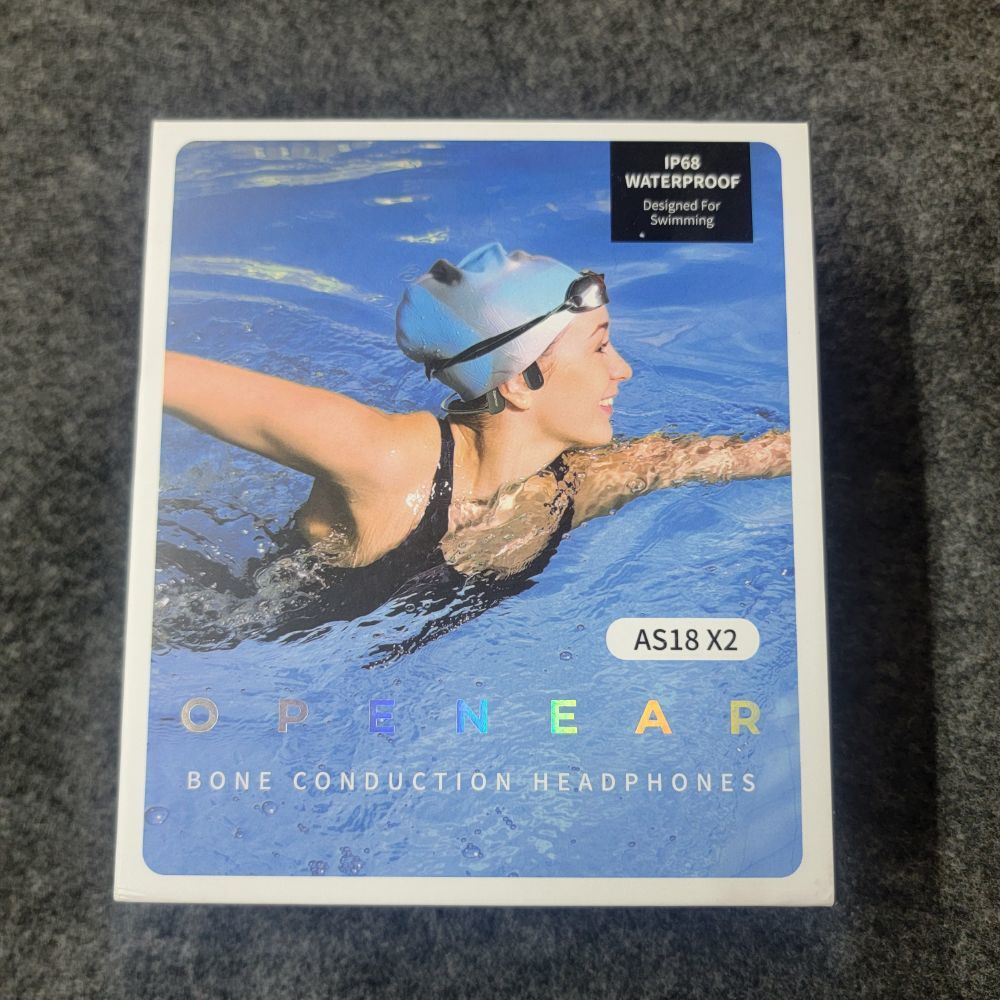 IP68
WATERPROOF
Designed For
Swimming
AS18 X2
OPENEAR
BONE CONDUCTION HEADPHONES